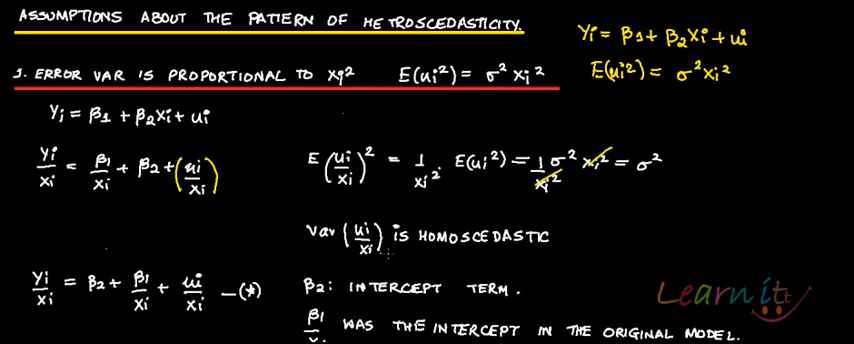 ASSUMPTIONS ABOUT THE PATTERN OF HETROSCEDASTICITY.
Yi = β1 + β2Xi + ui
E(ui²) = σ²Xi²
1. ERROR VAR IS PROPORTIONAL TO Xi² E(ui²) = σ² Xi²
Yi = β1 + β2Xi + ui
Yi/Xi = β1/Xi + β2 + (ui/Xi)
E(ui/Xi)² = 1/Xi² . E(ui²) = 1/Xi² σ² Xi² = σ²
Var (ui/Xi) is HOMOSCEDASTIC
Yi/Xi = β2 + β1/Xi + ui/Xi —(*)
β2: INTERCEPT TERM.
β1/ WAS THE INTERCEPT IN THE ORIGINAL MODEL.
Learn it